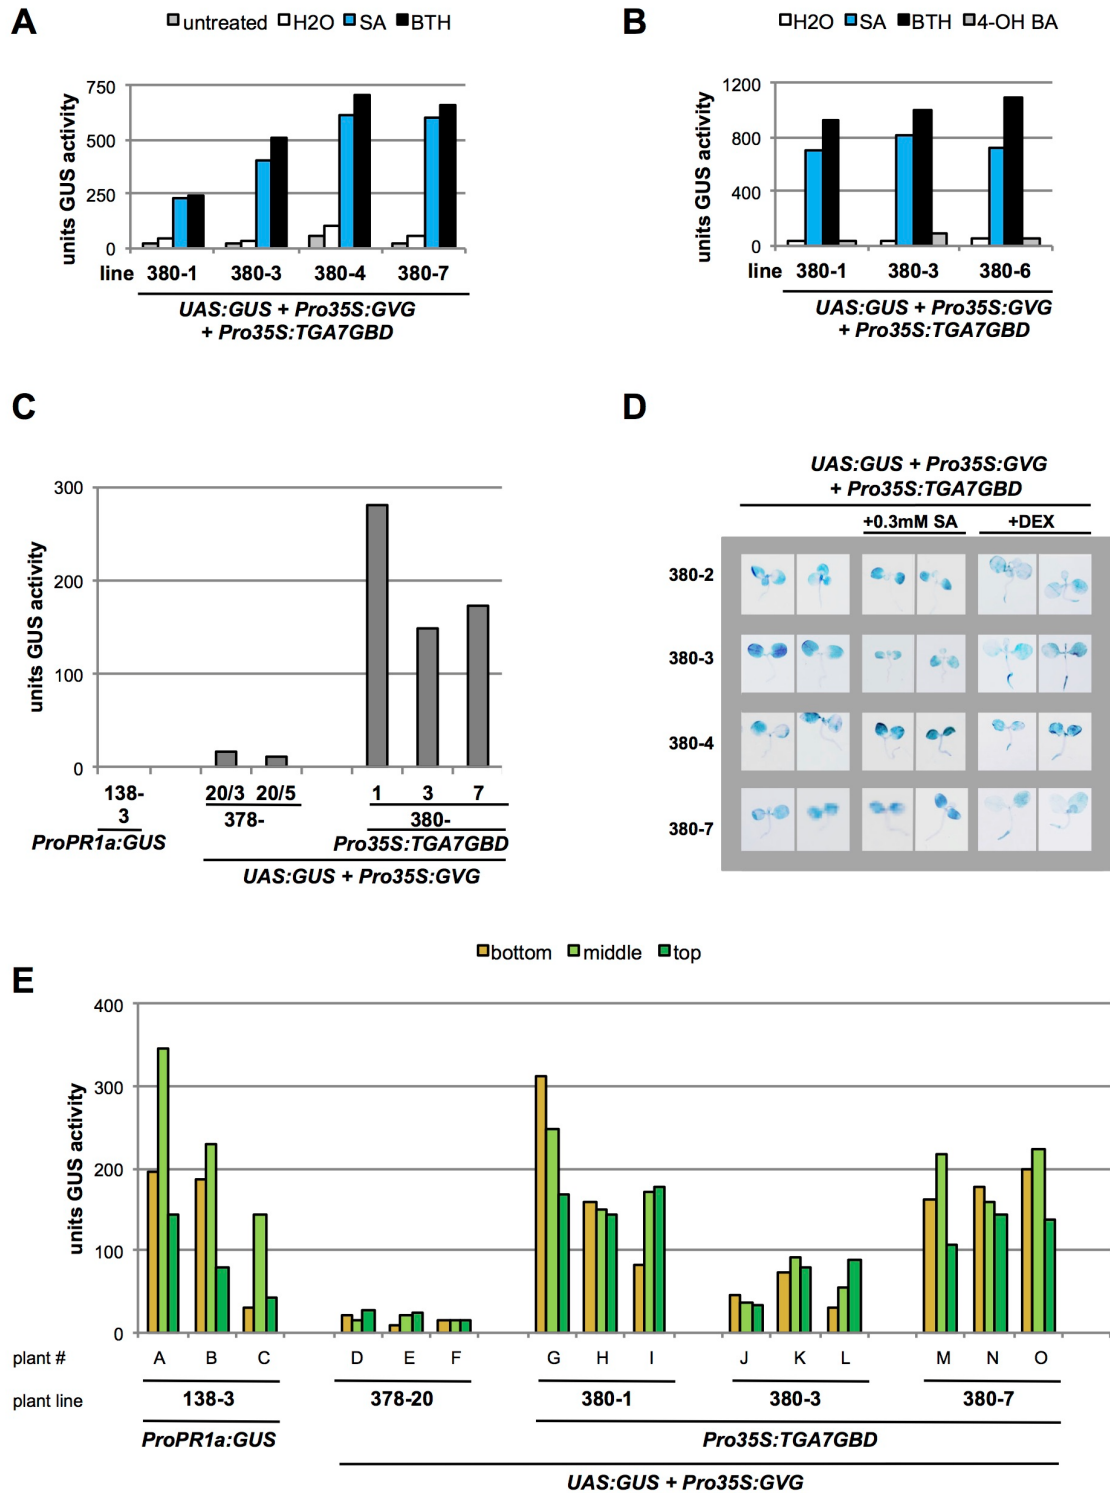 A
untreated H2O SA BTH
units GUS activity
750
500
250
0
line 380-1 380-3 380-4 380-7
UAS:GUS + Pro35S:GVG
+ Pro35S:TGA7GBD
B
H2O SA BTH 4-OH BA
units GUS activity
1200
800
400
0
line 380-1 380-3 380-6
UAS:GUS + Pro35S:GVG
+ Pro35S:TGA7GBD
C
units GUS activity
300
200
100
0
138-
3
20/3 20/5
378-
1 3 7
380-
ProPR1a:GUS
Pro35S:TGA7GBD
UAS:GUS + Pro35S:GVG
D
UAS:GUS + Pro35S:GVG
+ Pro35S:TGA7GBD
+0.3mM SA +DEX
380-2
380-3
380-4
380-7
E
bottom middle top
units GUS activity
400
300
200
100
0
plant # A B C D E F G H I J K L M N O
plant line 138-3 378-20 380-1 380-3 380-7
ProPR1a:GUS Pro35S:TGA7GBD
UAS:GUS + Pro35S:GVG